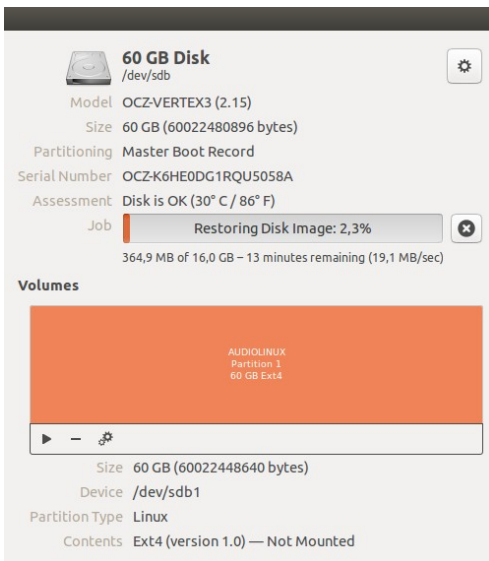 60 GB Disk
/dev/sdb
Model OCZ-VERTEX3 (2.15)
Size 60 GB (60022480896 bytes)
Partitioning Master Boot Record
Serial Number OCZ-K6HE0DG1RQU5058A
Assessment Disk is OK (30° C / 86° F)
Job Restoring Disk Image: 2,3%
364,9 MB of 16,0 GB – 13 minutes remaining (19,1 MB/sec)
Volumes
AUDIOLINUX
Partition 1
60 GB Ext4
Size 60 GB (60022448640 bytes)
Device /dev/sdb1
Partition Type Linux
Contents Ext4 (version 1.0) — Not Mounted